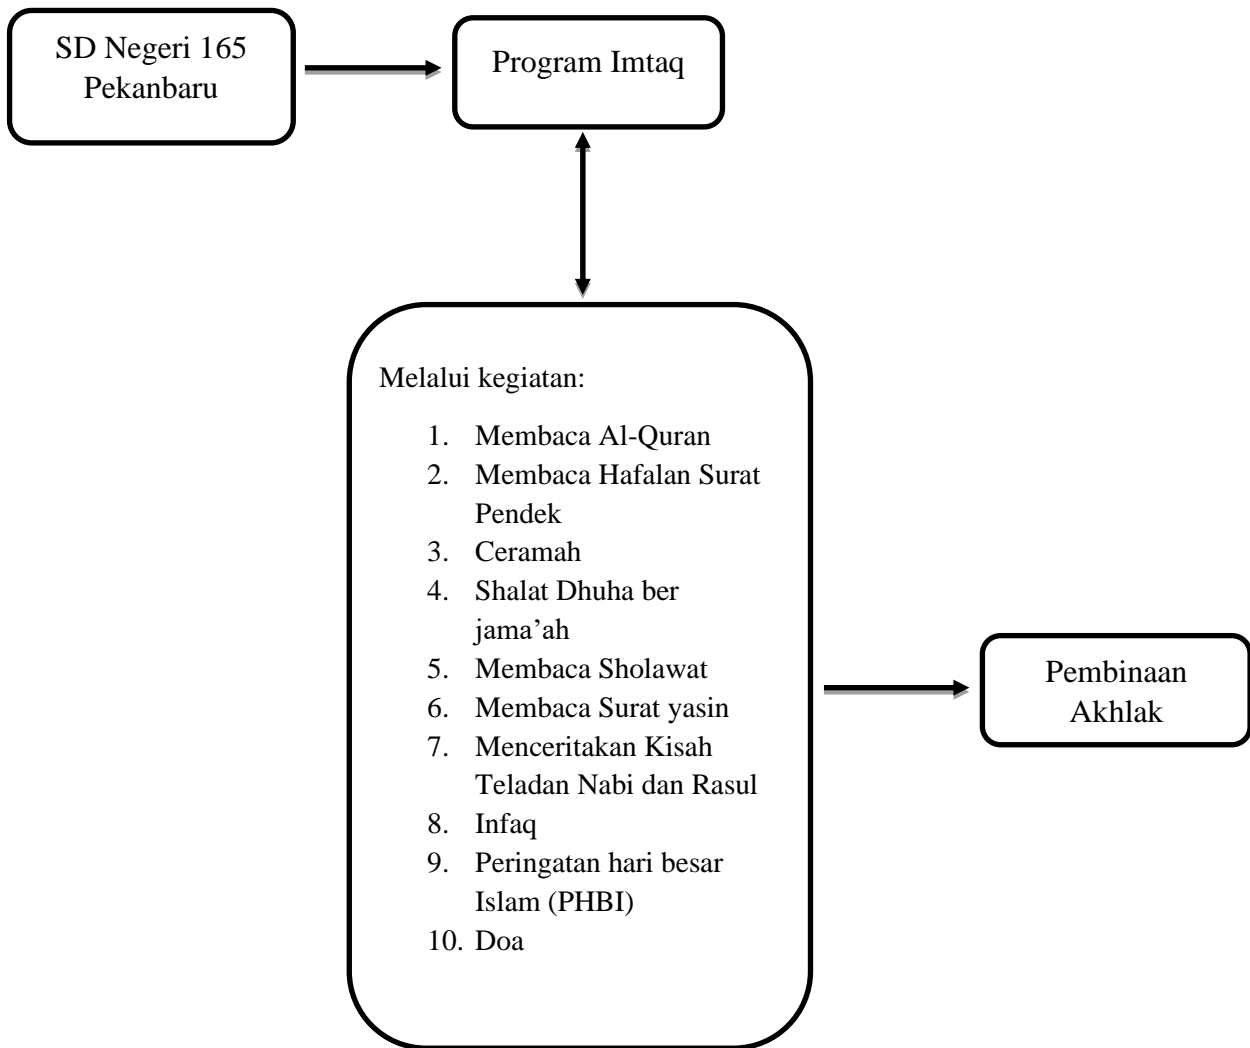 SD Negeri 165
Pekanbaru
Program Imtaq
Melalui kegiatan:
1. Membaca Al-Quran
2. Membaca Hafalan Surat
Pendek
3. Ceramah
4. Shalat Dhuha ber
jama’ah
5. Membaca Sholawat
6. Membaca Surat yasin
7. Menceritakan Kisah
Teladan Nabi dan Rasul
8. Infaq
9. Peringatan hari besar
Islam (PHBI)
10. Doa
Pembinaan
Akhlak